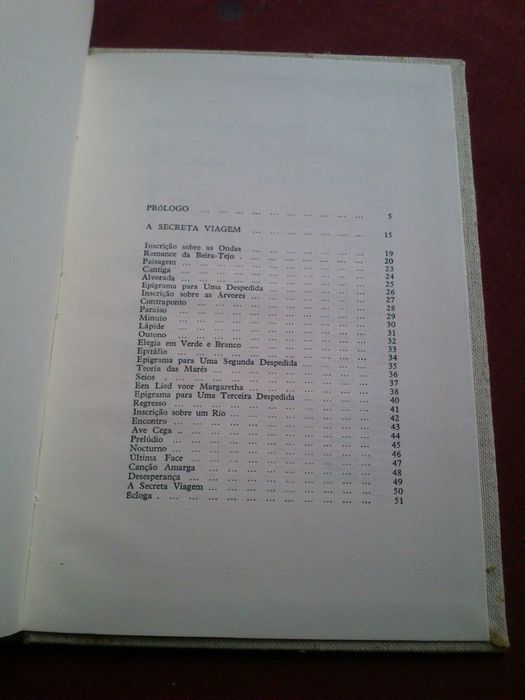 PRÓLOGO ... ... ... ... ... ... ... ... ... ... 5
A SECRETA VIAGEM ... ... ... ... ... ... ... 15
Inscrição sobre as Ondas ... ... ... ... ... ... ... 19
Romance da Beira-Tejo . ... ... ... ... ... ... ... 20
Paisagem ... ... ... ... ... ... ... ... ... ... ... 23
Cantiga ... ... ... ... ... ... ... ... ... ... ... 24
Alvorada ... ... ... ... ... ... ... ... ... ... ... 25
Epigrama para Uma Despedida ... ... ... ... ... ... 26
Inscrição sobre as Árvores ... ... ... ... ... ... ... 27
Contraponto ... ... ... ... ... ... ... ... ... ... 28
Paraíso ... ... ... ... ... ... ... ... ... ... ... 29
Minuto ... ... ... ... ... ... ... ... ... ... ... 30
Lápide ... ... ... ... ... ... ... ... ... ... ... 31
Outono ... ... ... ... ... ... ... ... ... ... ... 32
Elegia em Verde e Branco ... ... ... ... ... ... ... 33
Epitáfio ... ... ... ... ... ... ... ... ... ... ... 34
Epigrama para Uma Segunda Despedida ... ... ... ... 35
Teoria das Marés ... ... ... ... ... ... ... ... ... 36
Seios . ... ... ... ... ... ... ... ... ... ... ... 37
Een Lied voor Margaretha ... ... ... ... ... ... ... 38
Epigrama para Uma Terceira Despedida ... ... ... ... 40
Regresso ... ... ... ... ... ... ... ... ... ... ... 41
Inscrição sobre um Rio ... ... ... ... ... ... ... ... 42
Encontro ... ... ... ... ... ... ... ... ... ... ... 43
Ave Cega .. ... ... ... ... ... ... ... ... ... ... 44
Prelúdio ... ... ... ... ... ... ... ... ... ... ... 45
Nocturno ... ... ... ... ... ... ... ... ... ... ... 46
Última Face ... ... ... ... ... ... ... ... ... ... 47
Canção Amarga ... ... ... ... ... ... ... ... ... 48
Desesperança ... ... ... ... ... ... ... ... ... ... 49
A Secreta Viagem ... ... ... ... ... ... ... ... ... 50
Écloga . ... ... ... ... ... ... ... ... ... ... ... 51